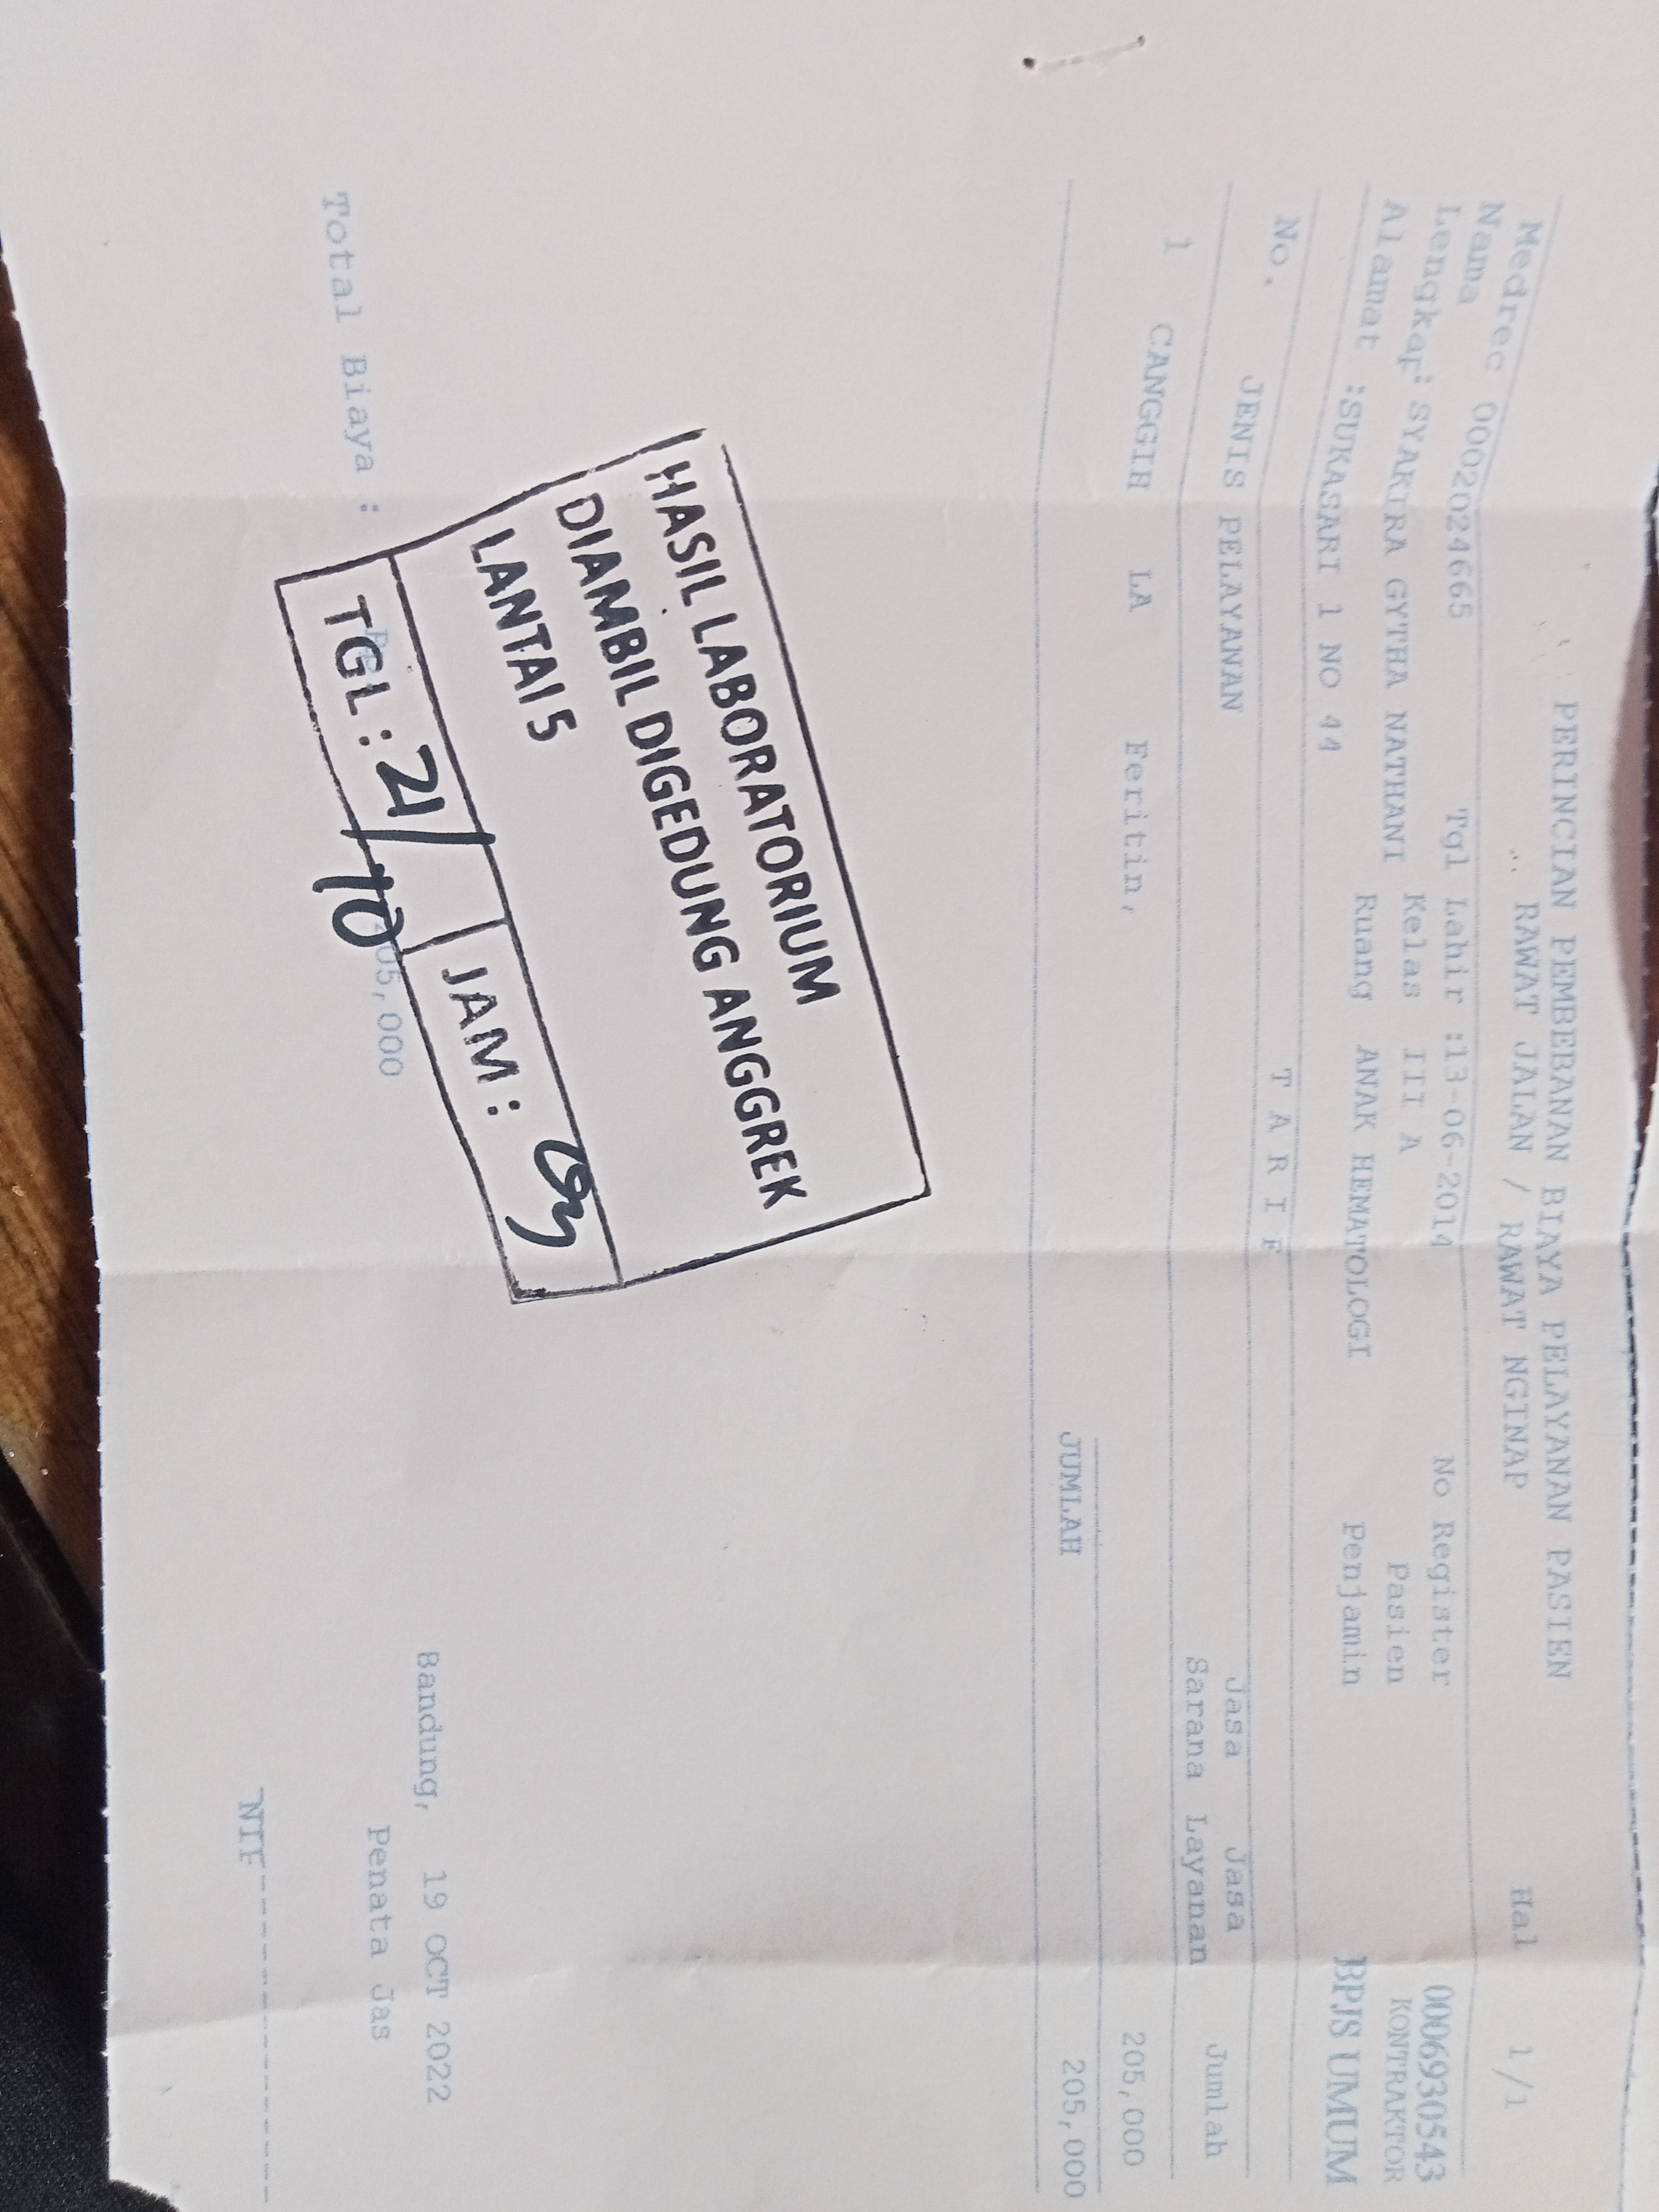 PERINCIAN PEMBEBANAN BIAYA PELAYANAN PASIEN
RAWAT JALAN / RAWAT NGINAP
Hal 1/1
Medrec 0002024665 Tgl Lahir :13-06-2014 No Register 0006930543
Nama
Lengkap: SYAKIRA GYTHA NATHANI Kelas III A Pasien KONTRAKTOR
Alamat :SUKASARI 1 NO 44 Ruang ANAK HEMATOLOGI Penjamin BPJS UMUM
T A R I F
No. JENIS PELAYANAN Jasa Sarana Jasa Layanan Jumlah
1 CANGGIH LA Feritin, 205,000
JUMLAH 205,000
HASIL LABORATORIUM
DIAMBIL DIGEDUNG ANGGREK
LANTAI 5
TGL : 21/10 JAM : 03
Bandung, 19 OCT 2022
Total Biaya : 205,000
Penata Jas
NTF